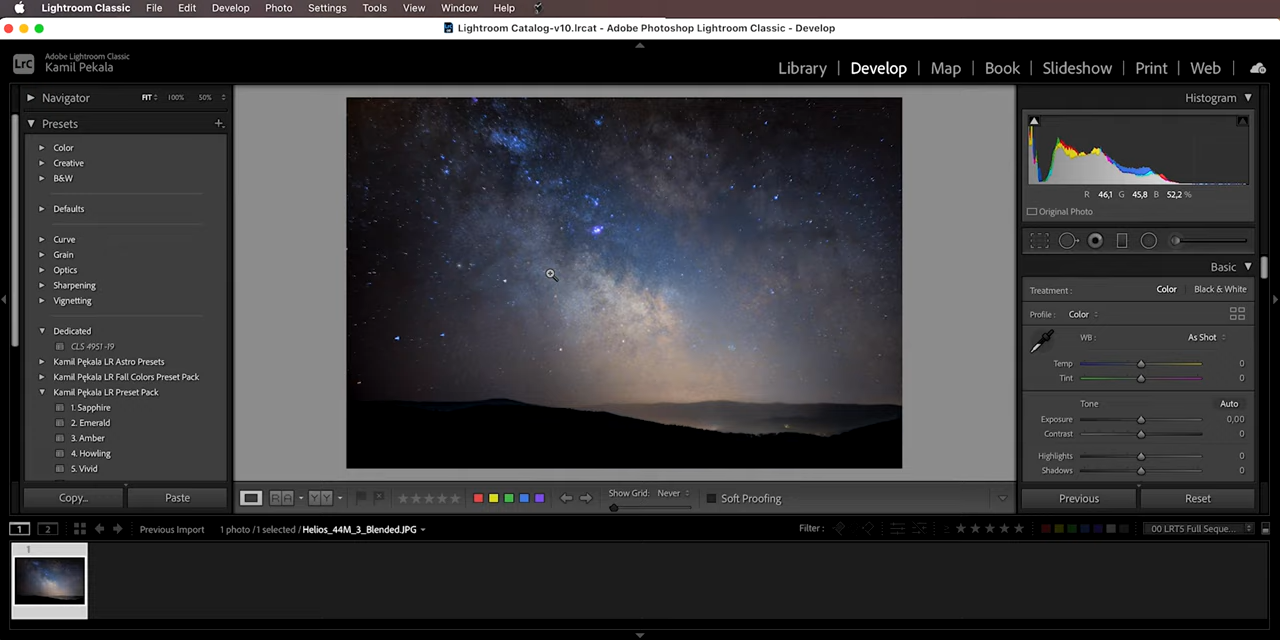 Lightroom Classic File Edit Develop Photo Settings Tools View Window Help
Lightroom Catalog-v10.lrcat - Adobe Photoshop Lightroom Classic - Develop
LrC
Adobe Lightroom Classic
Kamil Pekala
Library | Develop | Map | Book | Slideshow | Print | Web
Navigator FIT 100% 50%
Presets +
Color
Creative
B&W
Defaults
Curve
Grain
Optics
Sharpening
Vignetting
Dedicated
CLS 4951 -19
Kamil Pękala LR Astro Presets
Kamil Pękala LR Fall Colors Preset Pack
Kamil Pękala LR Preset Pack
1. Sapphire
2. Emerald
3. Amber
4. Howling
5. Vivid
Copy... Paste
Histogram
R 46,1 G 45,8 B 52,2 %
Original Photo
Basic
Treatment : Color Black & White
Profile : Color
WB : As Shot
Temp 0
Tint 0
Tone Auto
Exposure 0,00
Contrast 0
Highlights 0
Shadows 0
Previous Reset
R A Y Y Show Grid: Never Soft Proofing
1 2 Previous Import 1 photo / 1 selected / Helios_44M_3_Blended.JPG Filter : 00 LRT5 Full Seque...
1